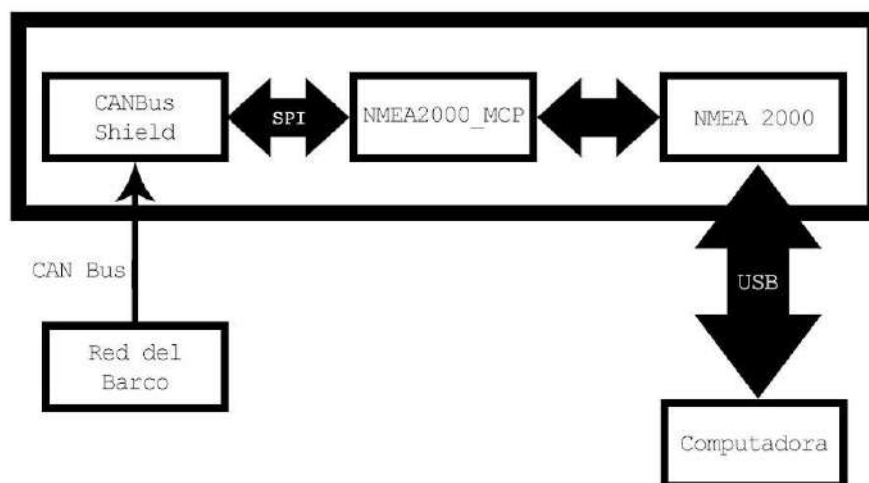 CANBus
Shield
SPI
NMEA2000_MCP
NMEA 2000
CAN Bus
USB
Red del
Barco
Computadora